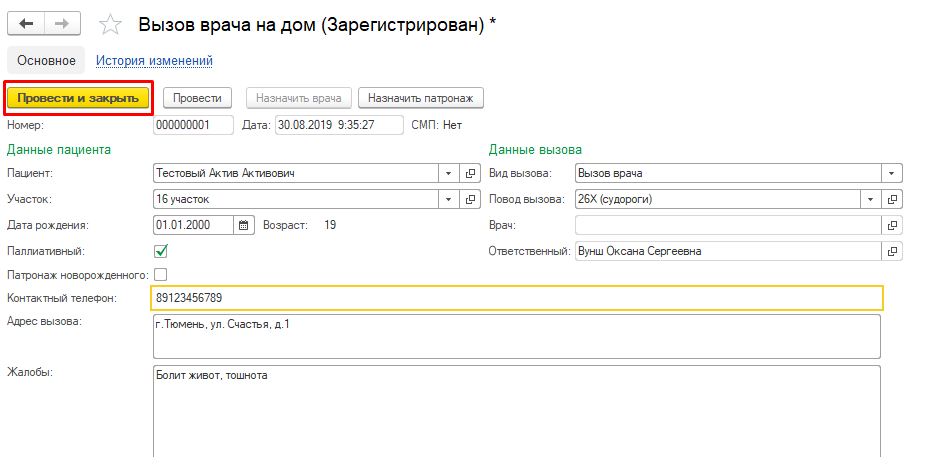 Вызов врача на дом (Зарегистрирован) *
Основное История изменений
Провести и закрыть Провести Назначить врача Назначить патронаж
Номер: 000000001 Дата: 30.08.2019 9:35:27 СМП: Нет
Данные пациента Данные вызова
Пациент: Тестовый Актив Активович Вид вызова: Вызов врача
Участок: 16 участок Повод вызова: 26Х (судороги)
Дата рождения: 01.01.2000 Возраст: 19 Врач:
Паллиативный: Ответственный: Вунш Оксана Сергеевна
Патронаж новорожденного:
Контактный телефон: 89123456789
Адрес вызова: г.Тюмень, ул. Счастья, д.1
Жалобы: Болит живот, тошнота